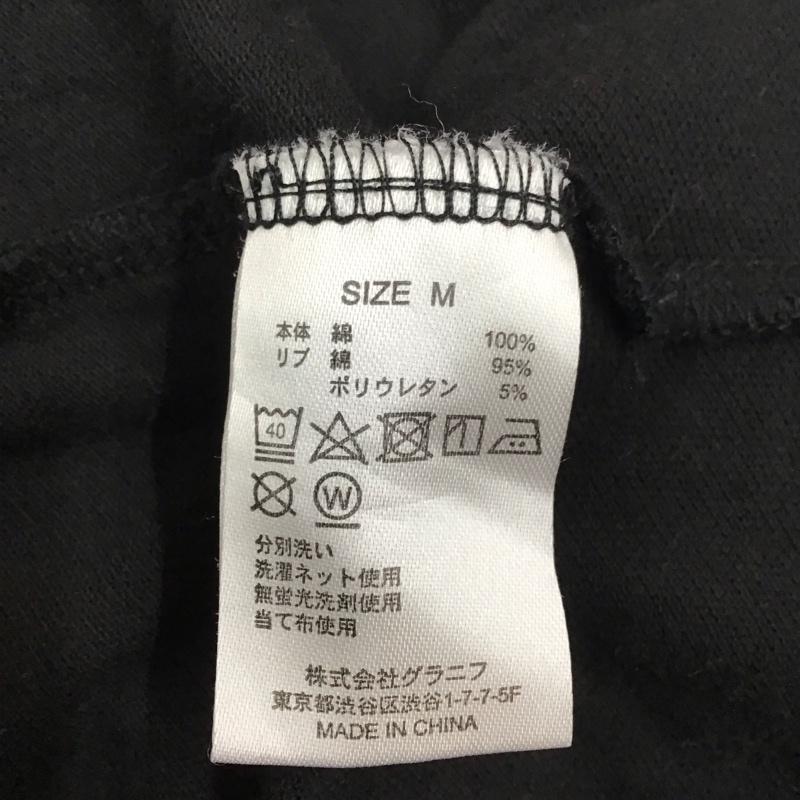 SIZE M
本体 綿 100%
リブ 綿 95%
ポリウレタン 5%
40
W
分別洗い
洗濯ネット使用
無蛍光洗剤使用
当て布使用
株式会社グラニフ
東京都渋谷区渋谷1-7-7-5F
MADE IN CHINA